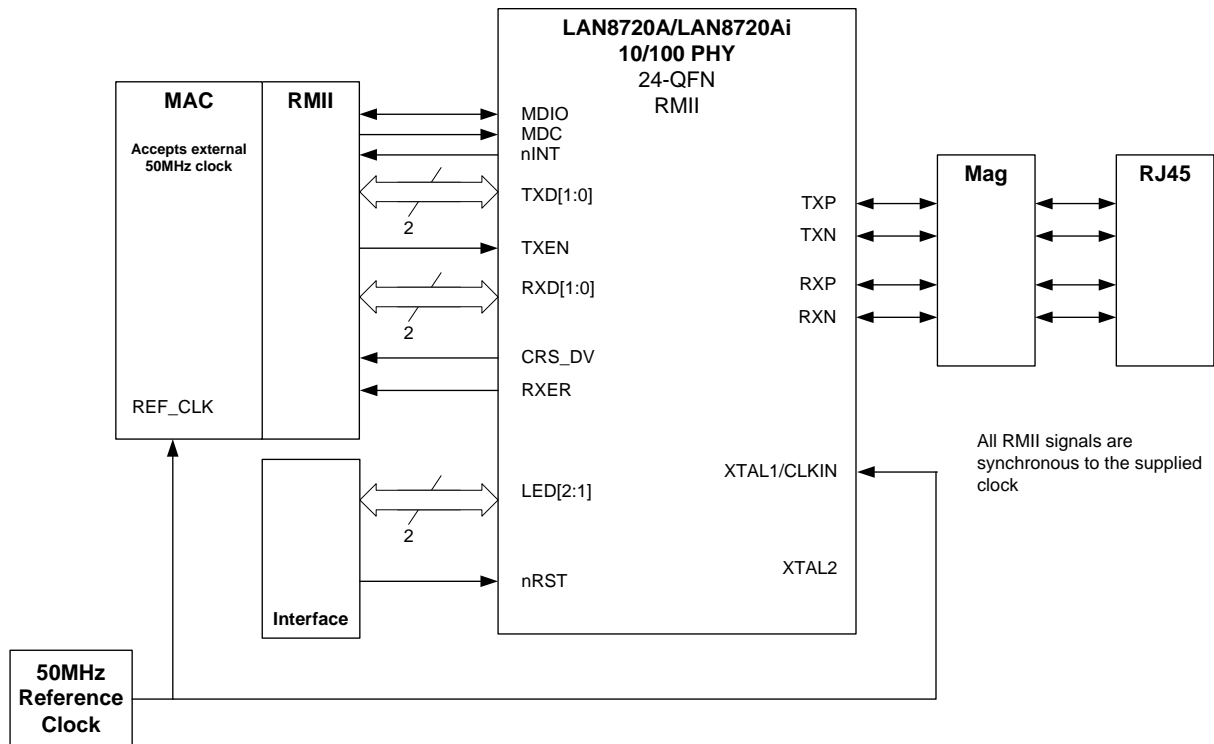 LAN8720A/LAN8720Ai
10/100 PHY
24-QFN
RMII
MAC
Accepts external
50MHz clock
REF_CLK
RMII
MDIO
MDC
nINT
TXD[1:0]
2
TXEN
RXD[1:0]
2
CRS_DV
RXER
LED[2:1]
2
nRST
Interface
TXP
TXN
RXP
RXN
XTAL1/CLKIN
XTAL2
Mag
RJ45
All RMII signals are
synchronous to the supplied
clock
50MHz
Reference
Clock